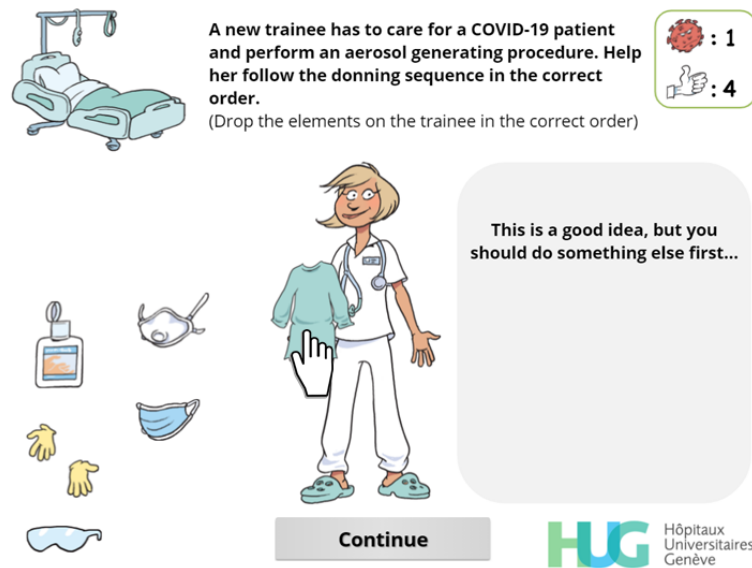 A new trainee has to care for a COVID-19 patient
and perform an aerosol generating procedure. Help
her follow the donning sequence in the correct
order.
(Drop the elements on the trainee in the correct order)
: 1
: 4
This is a good idea, but you
should do something else first...
Continue
HUG
Hôpitaux
Universitaires
Genève